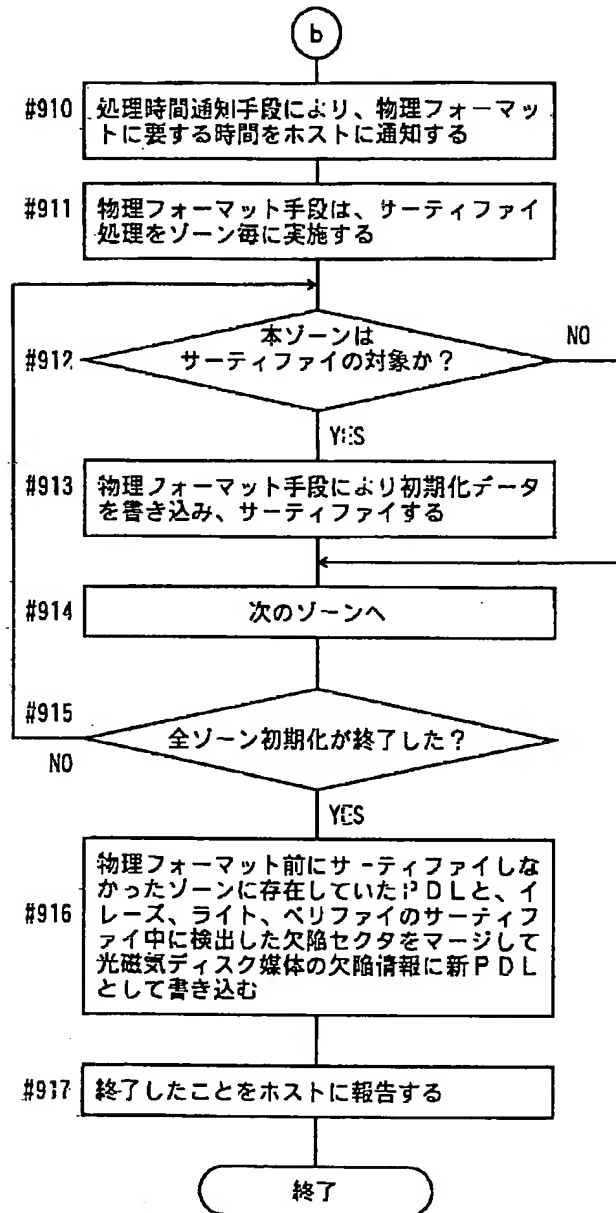 b
#910
処理時間通知手段により、物理フォーマッ
トに要する時間をホストに通知する
#911
物理フォーマット手段は、サーティファイ
処理をゾーン毎に実施する
#912
本ゾーンは
サーティファイの対象か？
NO
YES
#913
物理フォーマット手段により初期化データ
を書き込み、サーティファイする
#914
次のゾーンへ
#915
全ゾーン初期化が終了した？
NO
YES
#916
物理フォーマット前にサーティファイしな
かったゾーンに存在していたPDLと、イ
レーズ、ライト、ベリファイのサーティフ
ァイ中に検出した欠陥セクタをマージして
光磁気ディスク媒体の欠陥情報に新PDL
として書き込む
#917
終了したことをホストに報告する
終了